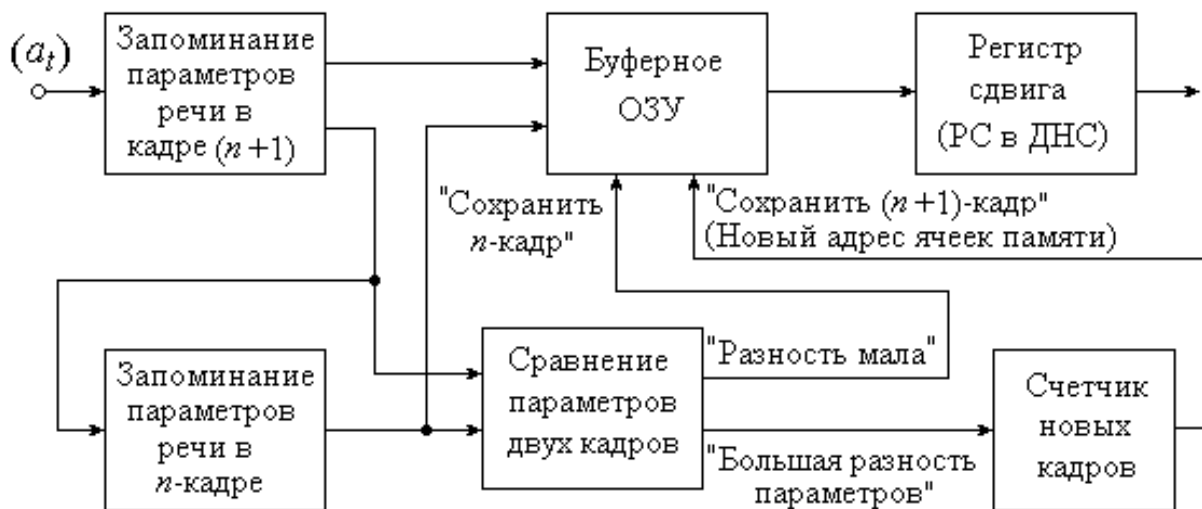 (aₜ)
Запоминание
параметров
речи в
кадре (n+1)
Буферное
ОЗУ
Регистр
сдвига
(РС в ДНС)
"Сохранить
n-кадр"
"Сохранить (n+1)-кадр"
(Новый адрес ячеек памяти)
Запоминание
параметров
речи в
n-кадре
Сравнение
параметров
двух кадров
"Разность мала"
"Большая разность
параметров"
Счетчик
новых
кадров